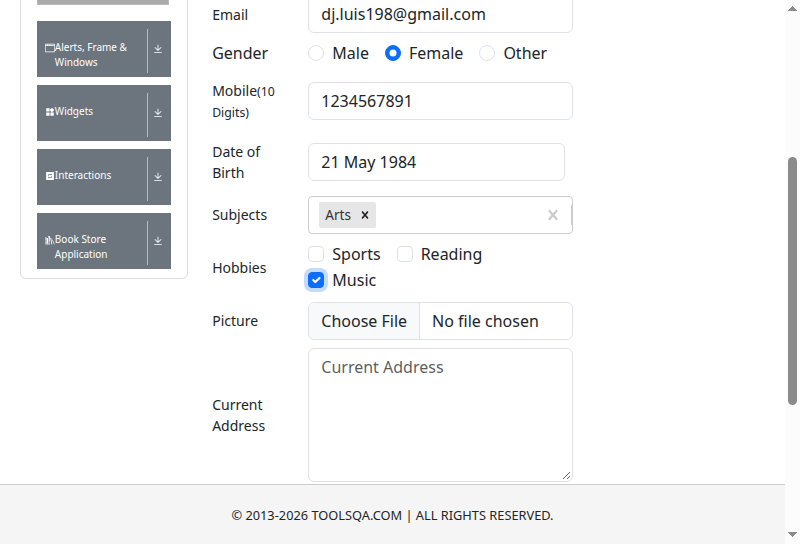 Email
dj.luis198@gmail.com
Alerts, Frame &
Windows
Gender
Male
Female
Other
Mobile(10
Digits)
1234567891
Widgets
Date of
Birth
21 May 1984
Interactions
Subjects
Arts ×
×
Book Store
Application
Hobbies
Sports
Reading
Music
Picture
Choose File
No file chosen
Current
Address
Current Address
© 2013-2026 TOOLSQA.COM | ALL RIGHTS RESERVED.